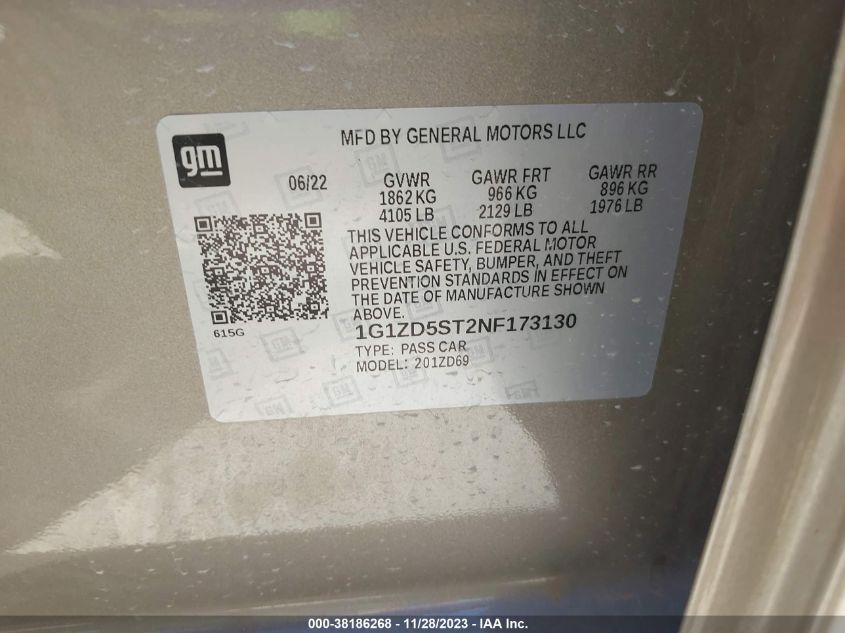 gm
MFD BY GENERAL MOTORS LLC
06/22
GVWR
1862 KG
4105 LB
GAWR FRT
966 KG
2129 LB
GAWR RR
896 KG
1976 LB
THIS VEHICLE CONFORMS TO ALL
APPLICABLE U.S. FEDERAL MOTOR
VEHICLE SAFETY, BUMPER, AND THEFT
PREVENTION STANDARDS IN EFFECT ON
THE DATE OF MANUFACTURE SHOWN
ABOVE.
615G
1G1ZD5ST2NF173130
TYPE: PASS CAR
MODEL: 201ZD69
000-38186268 - 11/28/2023 - IAA Inc.